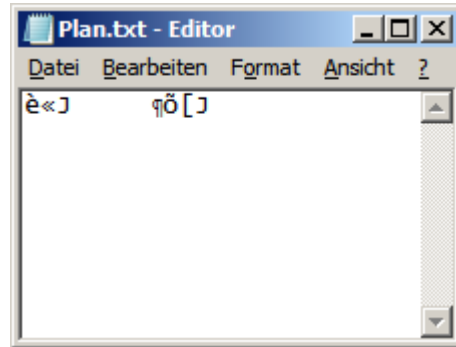 Plan.txt - Editor
Datei Bearbeiten Format Ansicht ?
è«J ¶õ[J